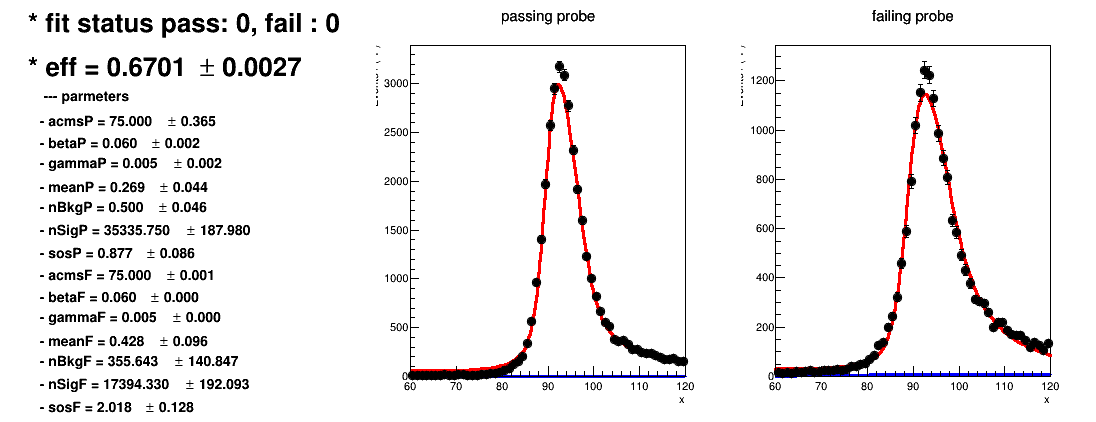 * fit status pass: 0, fail : 0
* eff = 0.6701 ± 0.0027
--- parmeters
- acmsP = 75.000 ± 0.365
- betaP = 0.060 ± 0.002
- gammaP = 0.005 ± 0.002
- meanP = 0.269 ± 0.044
- nBkgP = 0.500 ± 0.046
- nSigP = 35335.750 ± 187.980
- sosP = 0.877 ± 0.086
- acmsF = 75.000 ± 0.001
- betaF = 0.060 ± 0.000
- gammaF = 0.005 ± 0.000
- meanF = 0.428 ± 0.096
- nBkgF = 355.643 ± 140.847
- nSigF = 17394.330 ± 192.093
- sosF = 2.018 ± 0.128
passing probe
3000
2500
2000
1500
1000
500
0
60 70 80 90 100 110 120
x
failing probe
1200
1000
800
600
400
200
0
60 70 80 90 100 110 120
x